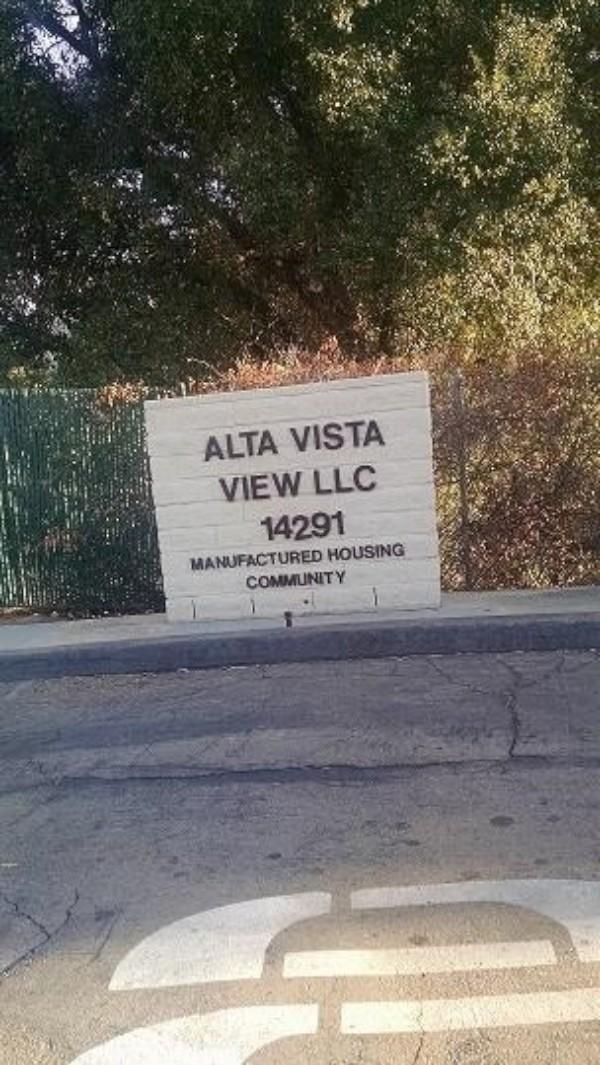 ALTA VISTA
VIEW LLC
14291
MANUFACTURED HOUSING
COMMUNITY